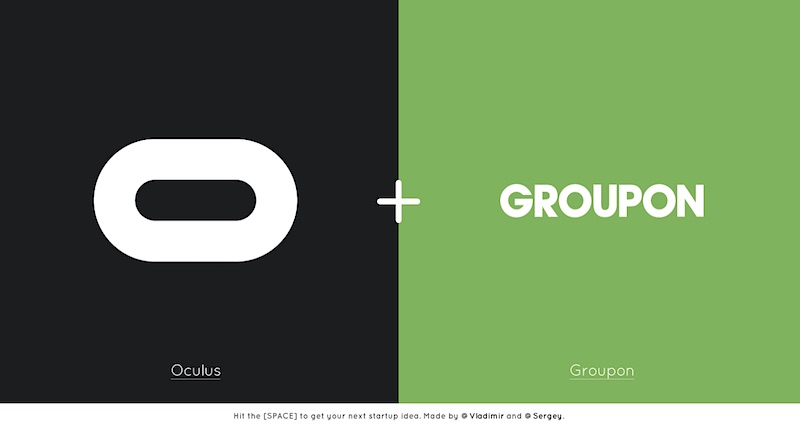 GROUPON
Oculus
Groupon
Hit the [SPACE] to get your next startup idea. Made by @ Vladimir and @ Sergey.